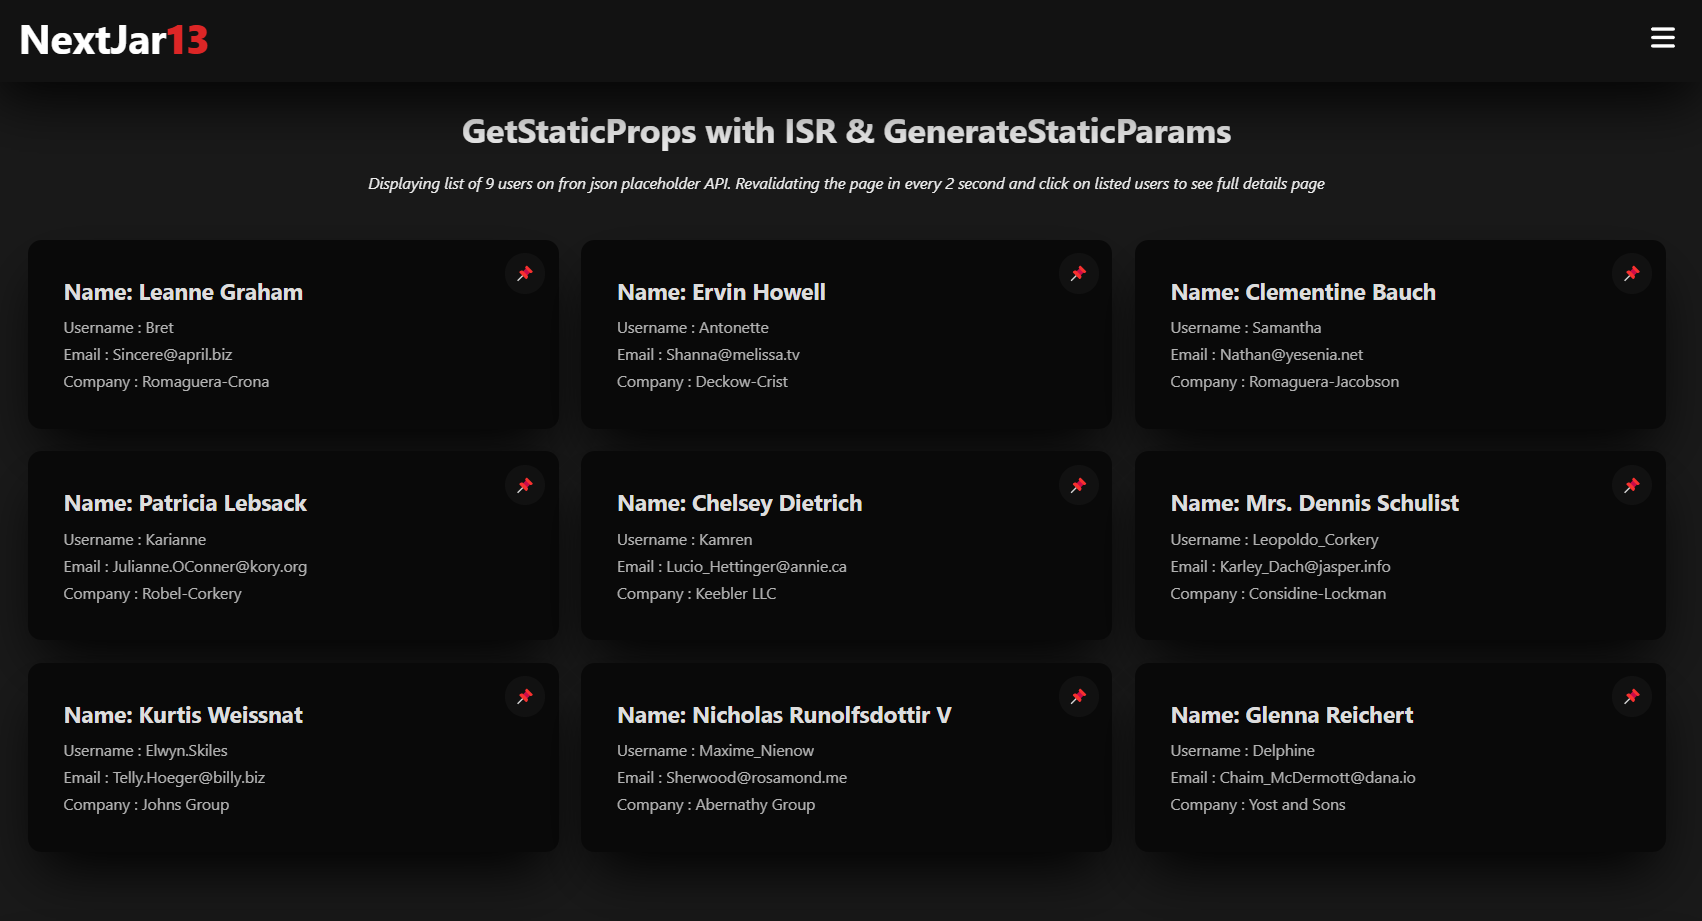 NextJar13
GetStaticProps with ISR & GenerateStaticParams
Displaying list of 9 users on fron json placeholder API. Revalidating the page in every 2 second and click on listed users to see full details page
Name: Leanne Graham
Username : Bret
Email : Sincere@april.biz
Company : Romaguera-Crona
Name: Ervin Howell
Username : Antonette
Email : Shanna@melissa.tv
Company : Deckow-Crist
Name: Clementine Bauch
Username : Samantha
Email : Nathan@yesenia.net
Company : Romaguera-Jacobson
Name: Patricia Lebsack
Username : Karianne
Email : Julianne.OConner@kory.org
Company : Robel-Corkery
Name: Chelsey Dietrich
Username : Kamren
Email : Lucio_Hettinger@annie.ca
Company : Keebler LLC
Name: Mrs. Dennis Schulist
Username : Leopoldo_Corkery
Email : Karley_Dach@jasper.info
Company : Considine-Lockman
Name: Kurtis Weissnat
Username : Elwyn.Skiles
Email : Telly.Hoeger@billy.biz
Company : Johns Group
Name: Nicholas Runolfsdottir V
Username : Maxime_Nienow
Email : Sherwood@rosamond.me
Company : Abernathy Group
Name: Glenna Reichert
Username : Delphine
Email : Chaim_McDermott@dana.io
Company : Yost and Sons